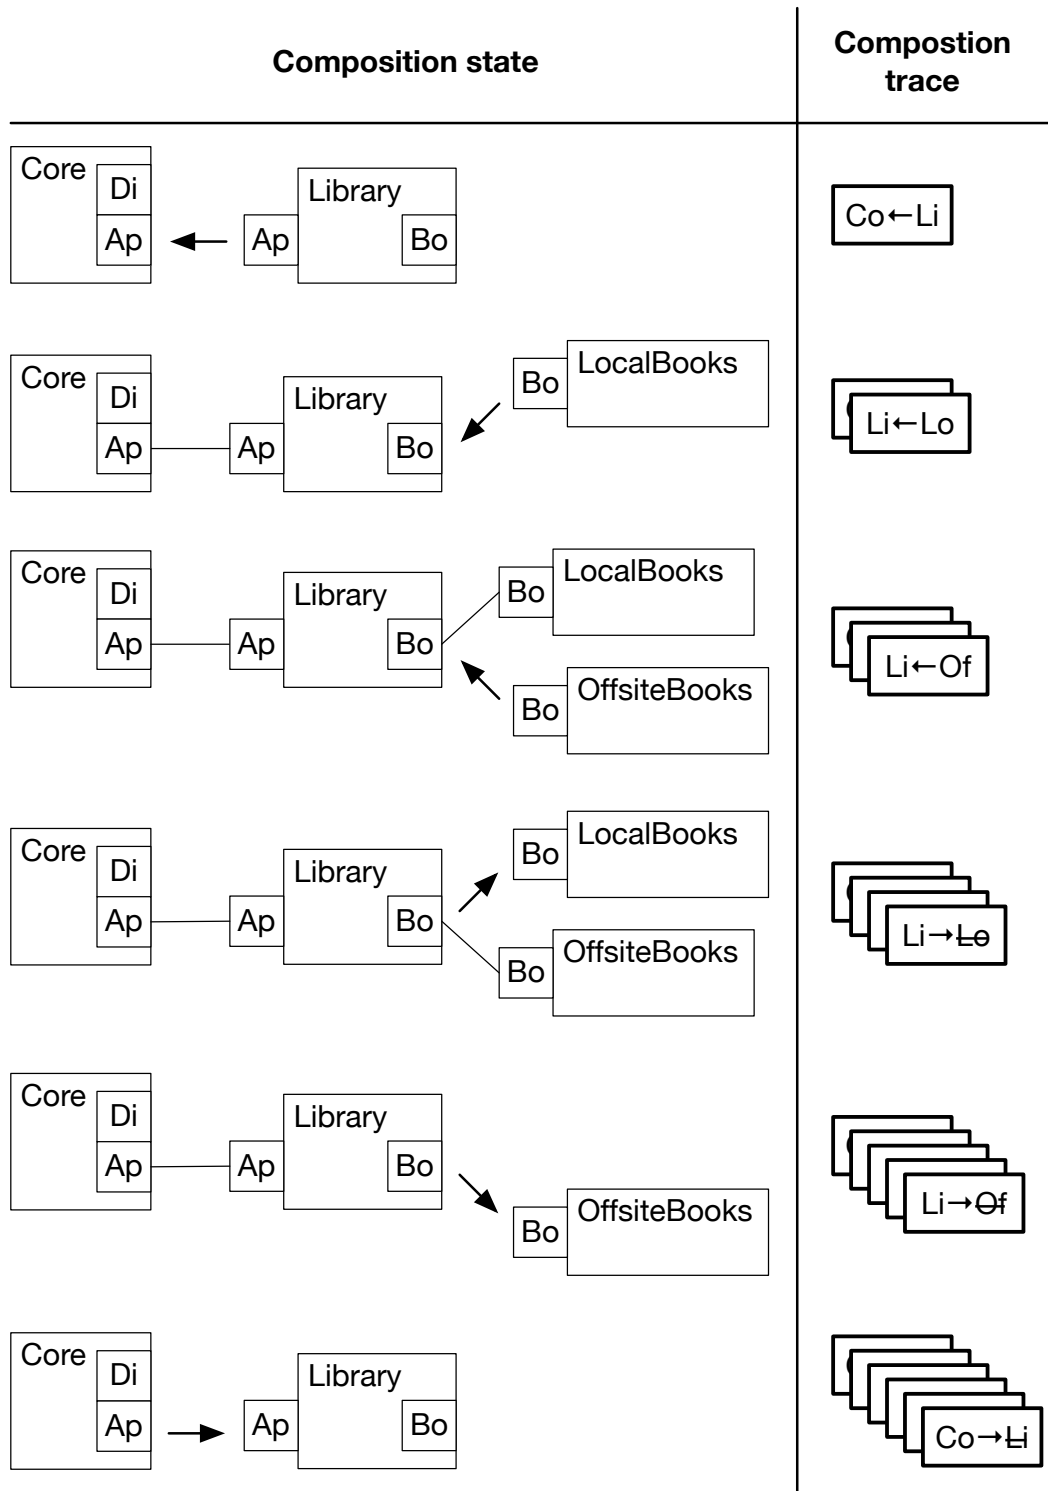 Composition state
Compostion
trace
Core
Di
Ap
Ap
Library
Bo
Co←Li
Core
Di
Ap
Ap
Library
Bo
Bo
LocalBooks
Li←Lo
Core
Di
Ap
Ap
Library
Bo
Bo
LocalBooks
Bo
OffsiteBooks
Li←Of
Core
Di
Ap
Ap
Library
Bo
Bo
LocalBooks
Bo
OffsiteBooks
Li→Lo
Core
Di
Ap
Ap
Library
Bo
Bo
OffsiteBooks
Li→Of
Core
Di
Ap
Ap
Library
Bo
Co→Li